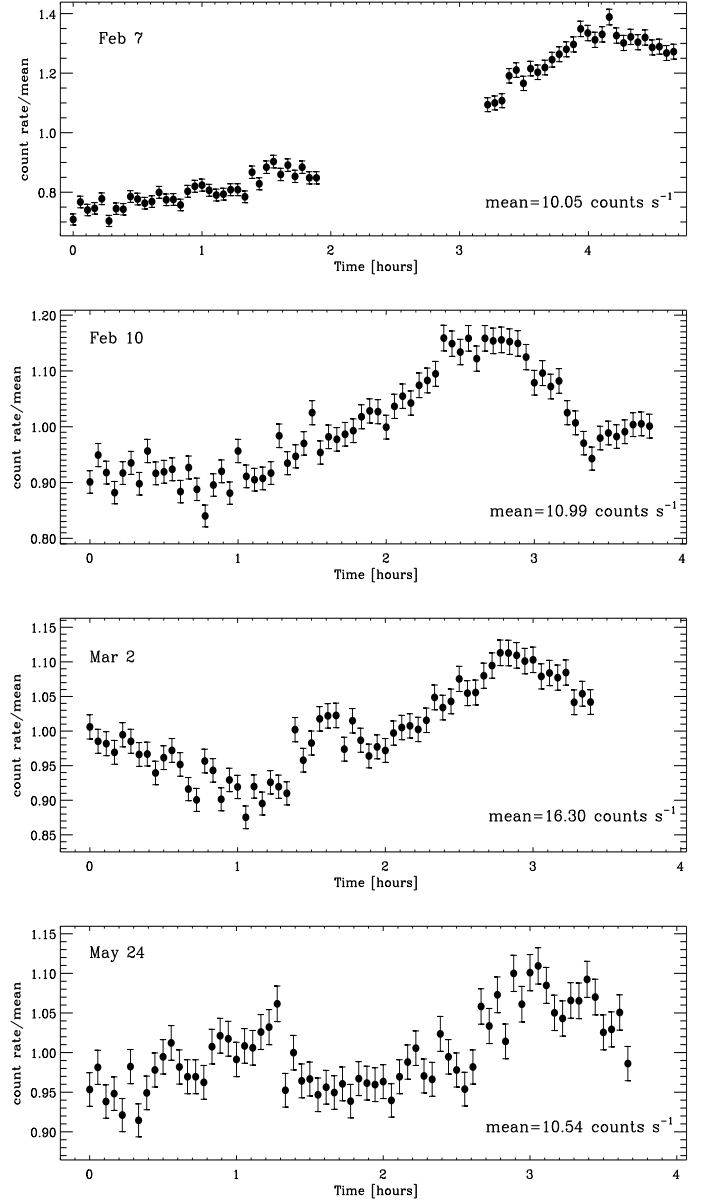 Feb 7
1.4
1.2
1.0
0.8
count rate/mean
mean=10.05 counts s⁻¹
0 1 2 3 4
Time [hours]
Feb 10
1.20
1.10
1.00
0.90
0.80
count rate/mean
mean=10.99 counts s⁻¹
0 1 2 3 4
Time [hours]
Mar 2
1.15
1.10
1.05
1.00
0.95
0.90
0.85
count rate/mean
mean=16.30 counts s⁻¹
0 1 2 3 4
Time [hours]
May 24
1.15
1.10
1.05
1.00
0.95
0.90
count rate/mean
mean=10.54 counts s⁻¹
0 1 2 3 4
Time [hours]